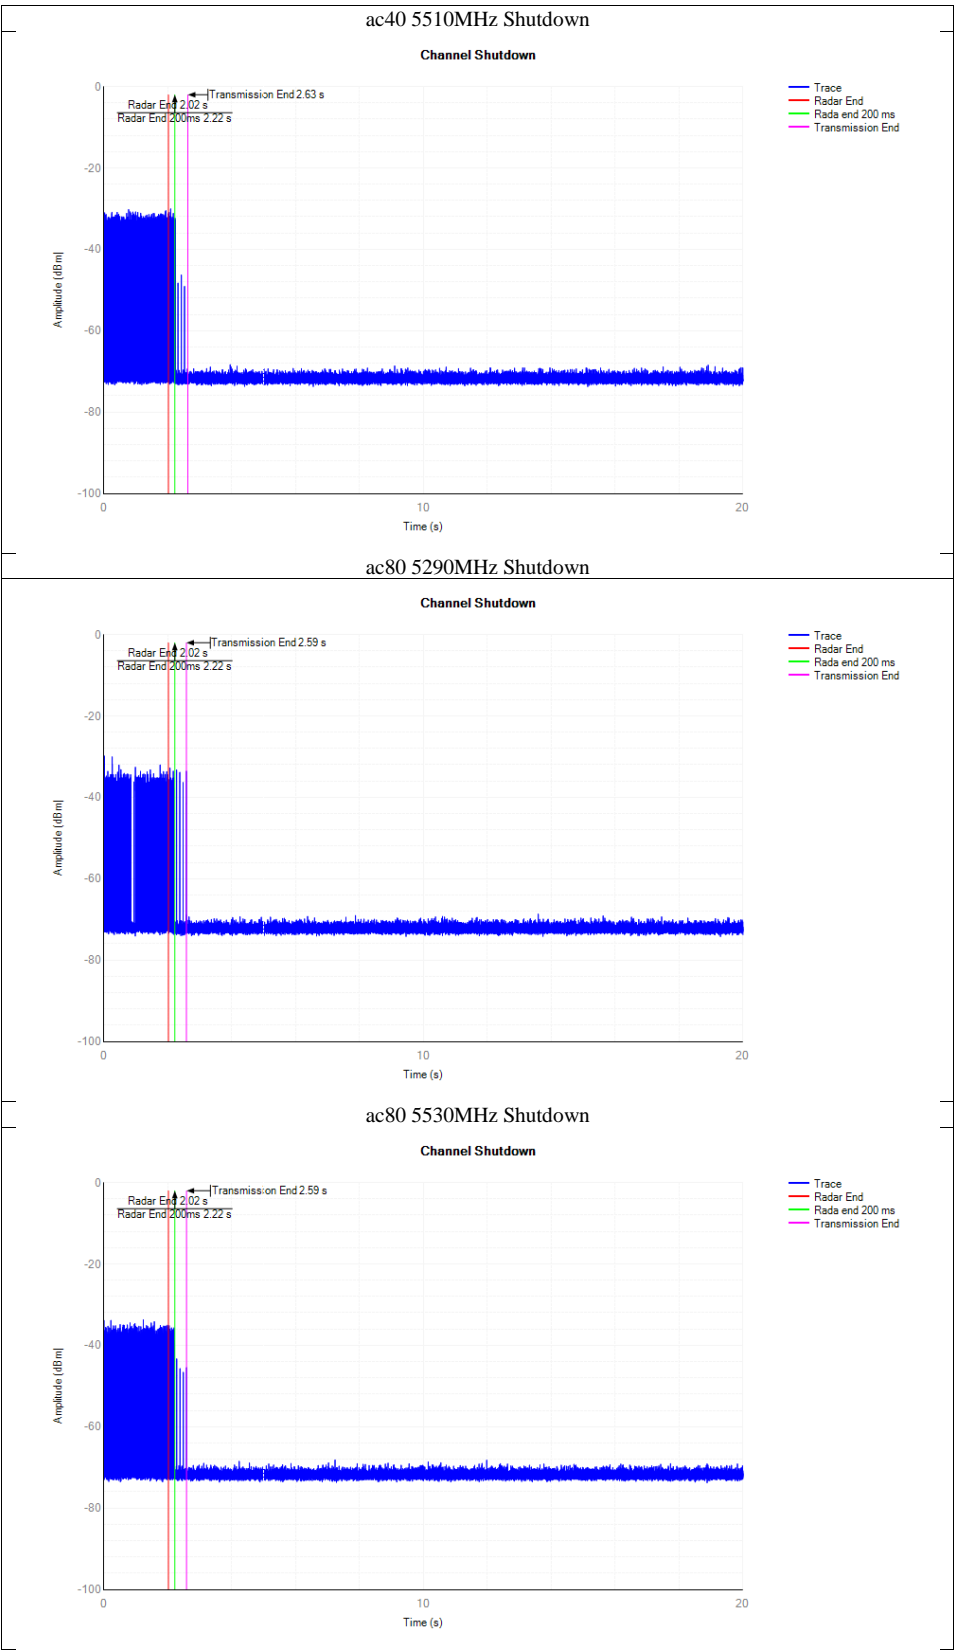 ac40 5510MHz Shutdown
Channel Shutdown
0
Transmission End 2.63 s
Radar End 2.02 s
Radar End 200ms 2.22 s
Trace
Radar End
Rada end 200 ms
Transmission End
-20
-40
-60
-80
-100
Amplitude (dBm)
0 10 20
Time (s)
ac80 5290MHz Shutdown
Channel Shutdown
0
Transmission End 2.59 s
Radar End 2.02 s
Radar End 200ms 2.22 s
Trace
Radar End
Rada end 200 ms
Transmission End
-20
-40
-60
-80
-100
Amplitude (dBm)
0 10 20
Time (s)
ac80 5530MHz Shutdown
Channel Shutdown
0
Transmission End 2.59 s
Radar End 2.02 s
Radar End 200ms 2.22 s
Trace
Radar End
Rada end 200 ms
Transmission End
-20
-40
-60
-80
-100
Amplitude (dBm)
0 10 20
Time (s)